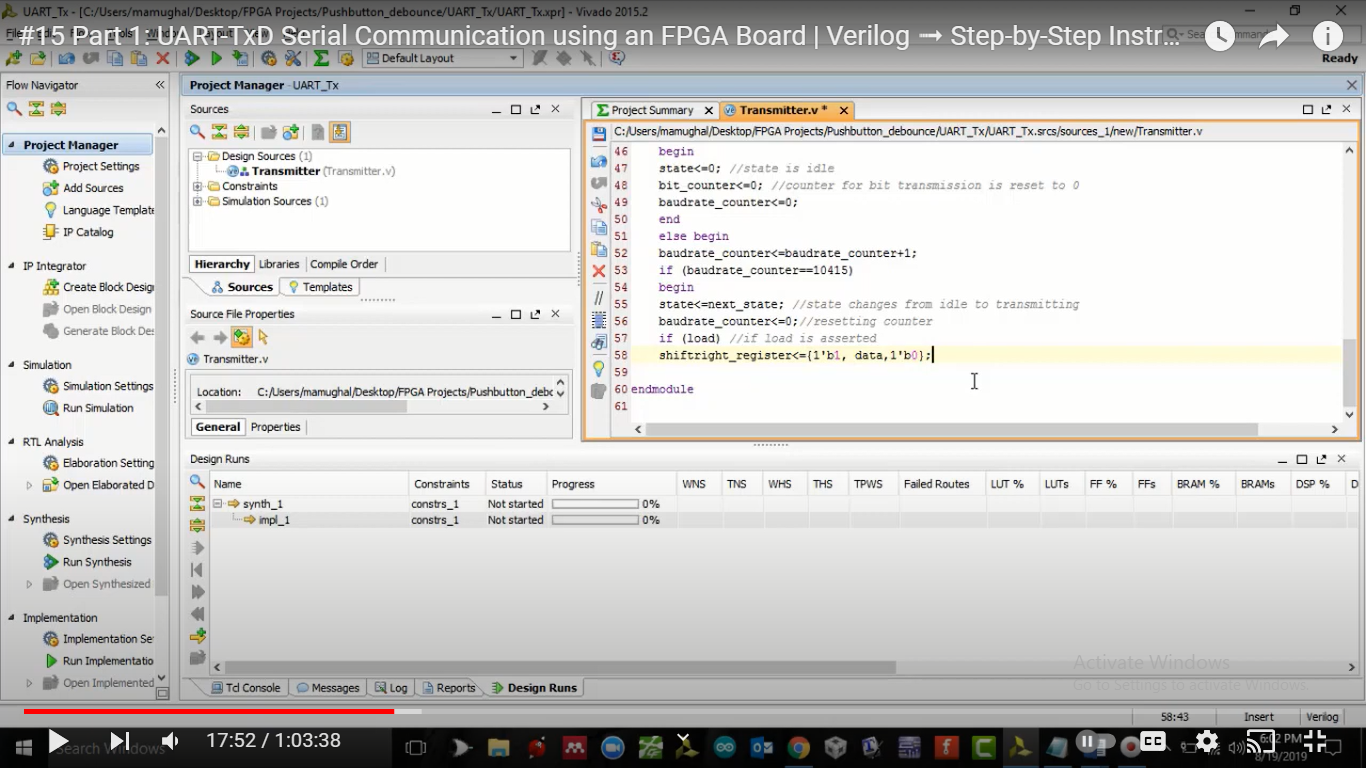 UART_Tx - [C:/Users/mamughal/Desktop/FPGA Projects/Pushbutton_debounce/UART_Tx/UART_Tx.xpr] - Vivado 2015.2
#15 Part 1: UART-TxD Serial Communication using an FPGA Board | Verilog ➞ Step-by-Step Instr...
Default Layout
Ready
Flow Navigator
Project Manager - UART_Tx
Sources
Project Summary
Transmitter.v *
C:/Users/mamughal/Desktop/FPGA Projects/Pushbutton_debounce/UART_Tx/UART_Tx.srcs/sources_1/new/Transmitter.v
Project Manager
Project Settings
Add Sources
Language Template
IP Catalog
IP Integrator
Create Block Design
Open Block Design
Generate Block Des
Simulation
Simulation Settings
Run Simulation
RTL Analysis
Elaboration Setting
Open Elaborated D
Synthesis
Synthesis Settings
Run Synthesis
Open Synthesized
Implementation
Implementation Se
Run Implementatio
Open Implemented
Design Sources (1)
Transmitter (Transmitter.v)
Constraints
Simulation Sources (1)
Hierarchy Libraries Compile Order
Sources Templates
Source File Properties
Transmitter.v
Location: C:/Users/mamughal/Desktop/FPGA Projects/Pushbutton_debc
General Properties
46 begin
47 state<=0; //state is idle
48 bit_counter<=0; //counter for bit transmission is reset to 0
49 baudrate_counter<=0;
50 end
51 else begin
52 baudrate_counter<=baudrate_counter+1;
53 if (baudrate_counter==10415)
54 begin
55 state<=next_state; //state changes from idle to transmitting
56 baudrate_counter<=0;//resetting counter
57 if (load) //if load is asserted
58 shiftright_register<={1'b1, data,1'b0};
59
60 endmodule
61
Design Runs
Name Constraints Status Progress WNS TNS WHS THS TPWS Failed Routes LUT % LUTs FF % FFs BRAM % BRAMs DSP % D
synth_1 constrs_1 Not started 0%
impl_1 constrs_1 Not started 0%
Activate Windows
Go to Settings to activate Windows.
Tcl Console Messages Log Reports Design Runs
58:43 Insert Verilog
Search Windows
17:52 / 1:03:38
CC
6:02 PM
8/19/2019